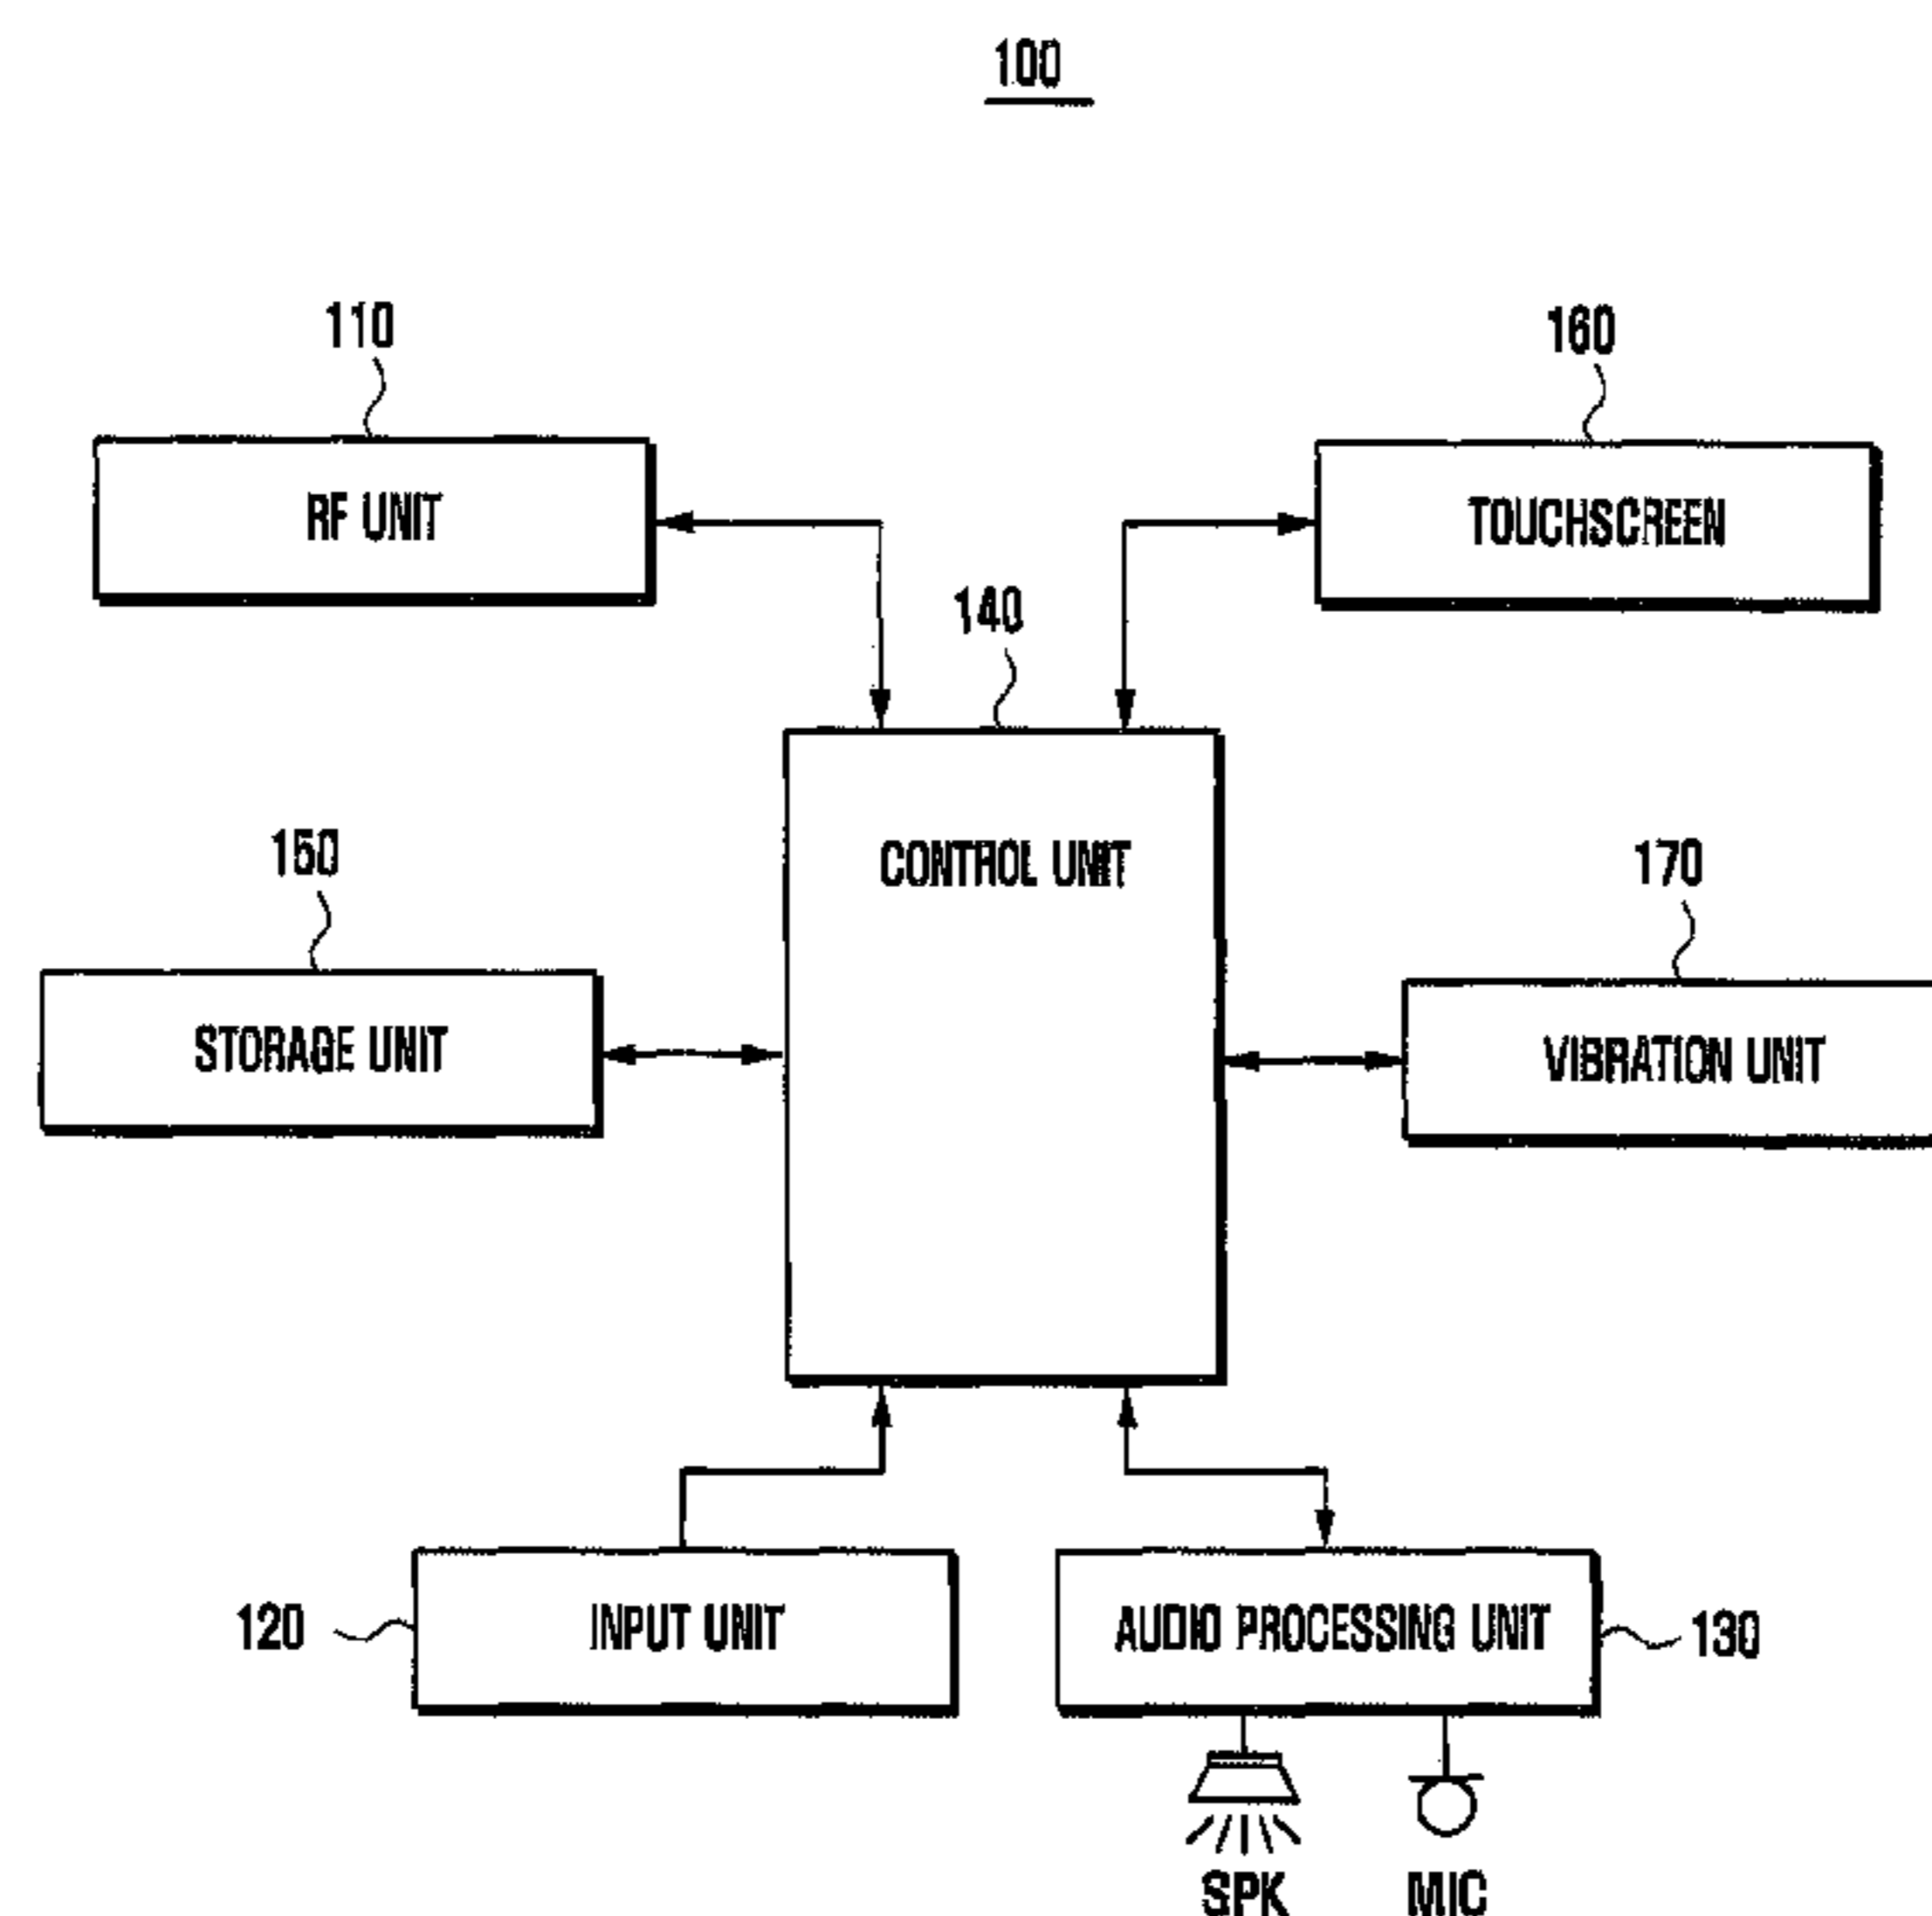 100
110
160
RF UNIT
TOUCHSCREEN
140
CONTROL UNIT
150
170
STORAGE UNIT
VIBRATION UNIT
120
INPUT UNIT
AUDIO PROCESSING UNIT
130
SPK
MIC